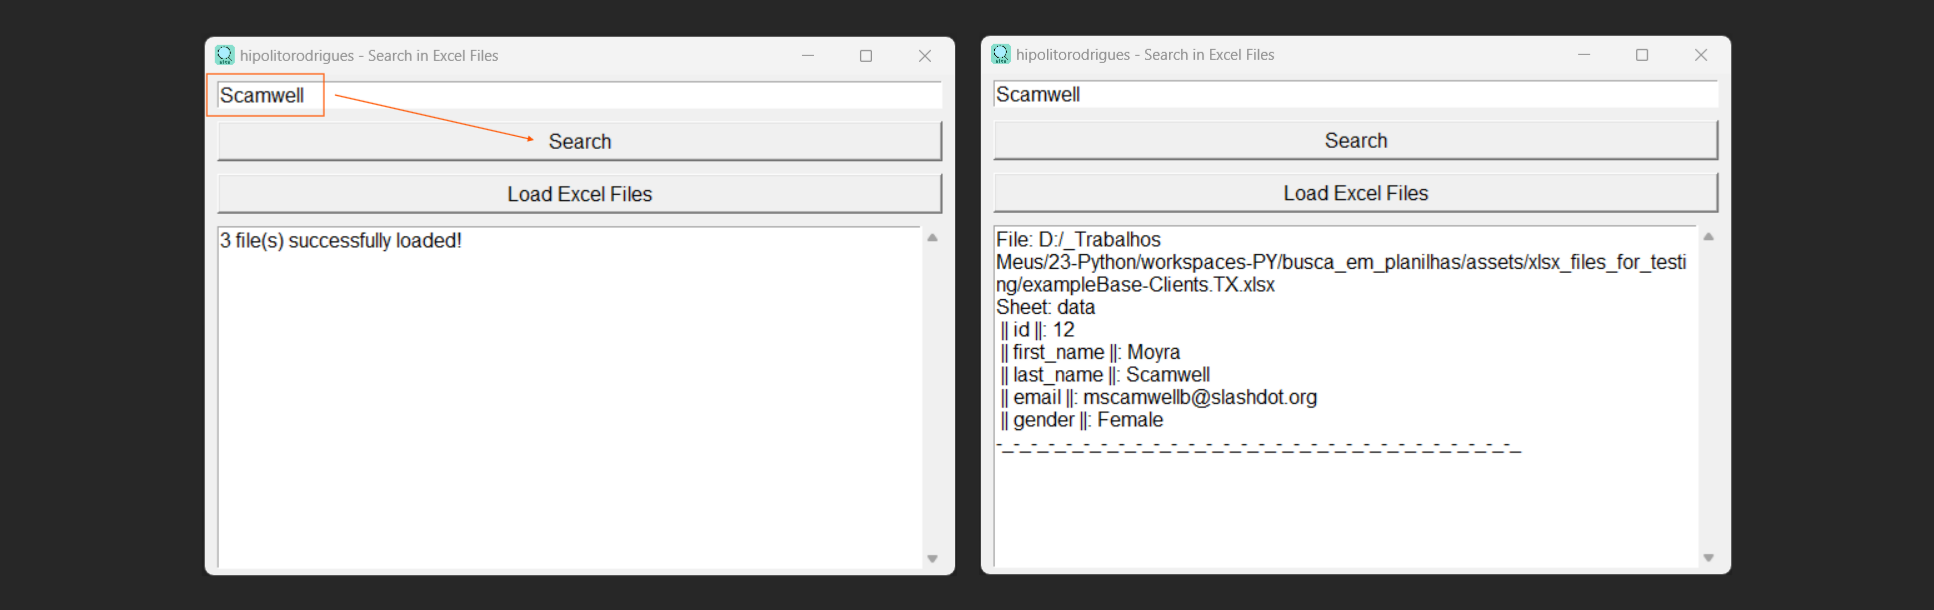 hipolitorodrigues - Search in Excel Files
Scamwell
Search
Load Excel Files
3 file(s) successfully loaded!
hipolitorodrigues - Search in Excel Files
Scamwell
Search
Load Excel Files
File: D:/_Trabalhos
Meus/23-Python/workspaces-PY/busca_em_planilhas/assets/xlsx_files_for_testi
ng/exampleBase-Clients.TX.xlsx
Sheet: data
|| id ||: 12
|| first_name ||: Moyra
|| last_name ||: Scamwell
|| email ||: mscamwellb@slashdot.org
|| gender ||: Female
-_-_-_-_-_-_-_-_-_-_-_-_-_-_-_-_-_-_-_-_-_-_-_-_-_-_-_-_-_-_